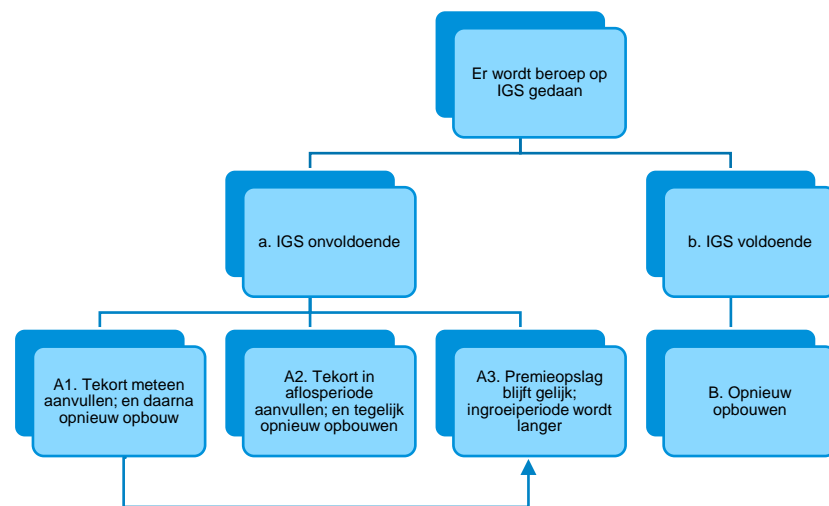 Er wordt beroep op
IGS gedaan
a. IGS onvoldoende
b. IGS voldoende
A1. Tekort meteen
aanvullen; en daarna
opnieuw opbouw
A2. Tekort in
aflosperiode
aanvullen; en tegelijk
opnieuw opbouwen
A3. Premieopslag
blijft gelijk;
ingroeiperiode wordt
langer
B. Opnieuw
opbouwen